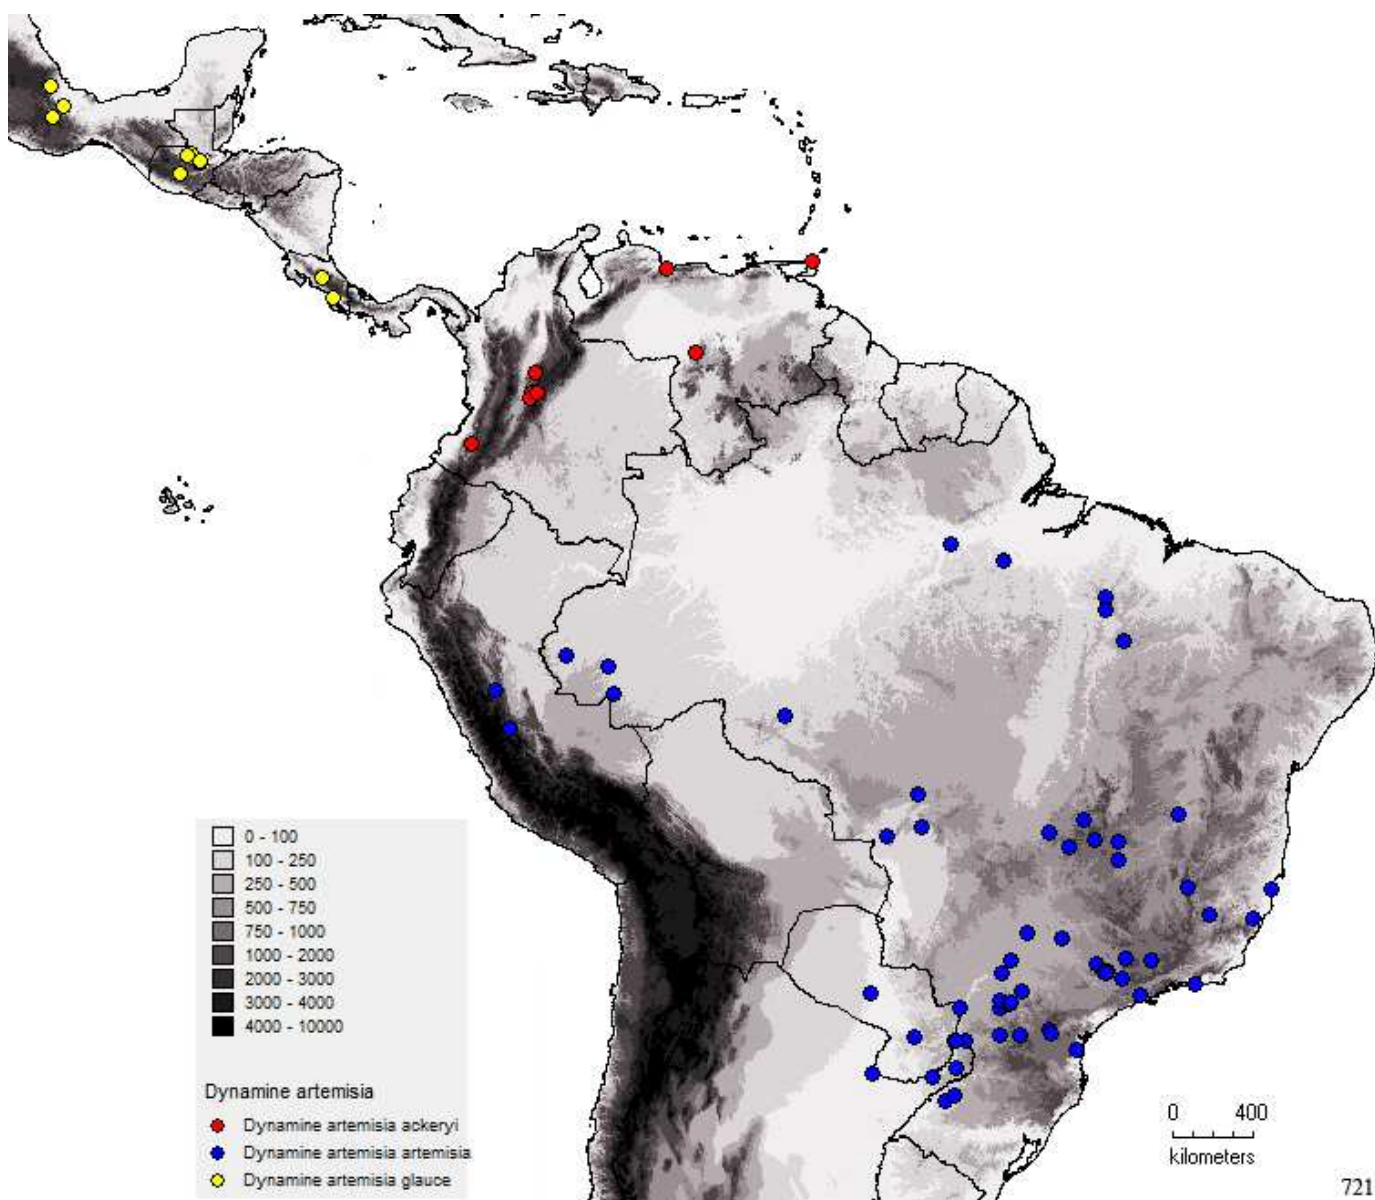 0 - 100
100 - 250
250 - 500
500 - 750
750 - 1000
1000 - 2000
2000 - 3000
3000 - 4000
4000 - 10000
Dynamine artemisia
Dynamine artemisia ackeryi
Dynamine artemisia artemisia
Dynamine artemisia glauce
0 400
kilometers
721